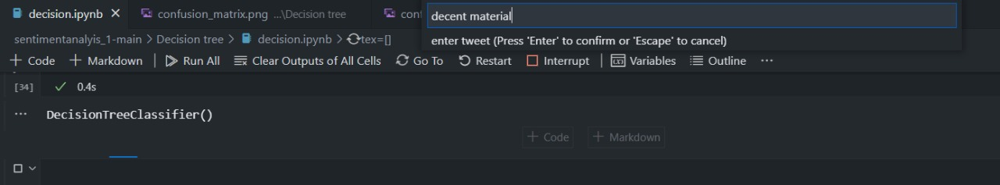 decision.ipynb
confusion_matrix.png ...\Decision tree
decent material
enter tweet (Press 'Enter' to confirm or 'Escape' to cancel)
sentimentanalyis_1-main > Decision tree > decision.ipynb > tex=[]
+ Code + Markdown Run All Clear Outputs of All Cells Go To Restart Interrupt Variables Outline ...
[34] ✓ 0.4s
... DecisionTreeClassifier()
+ Code + Markdown